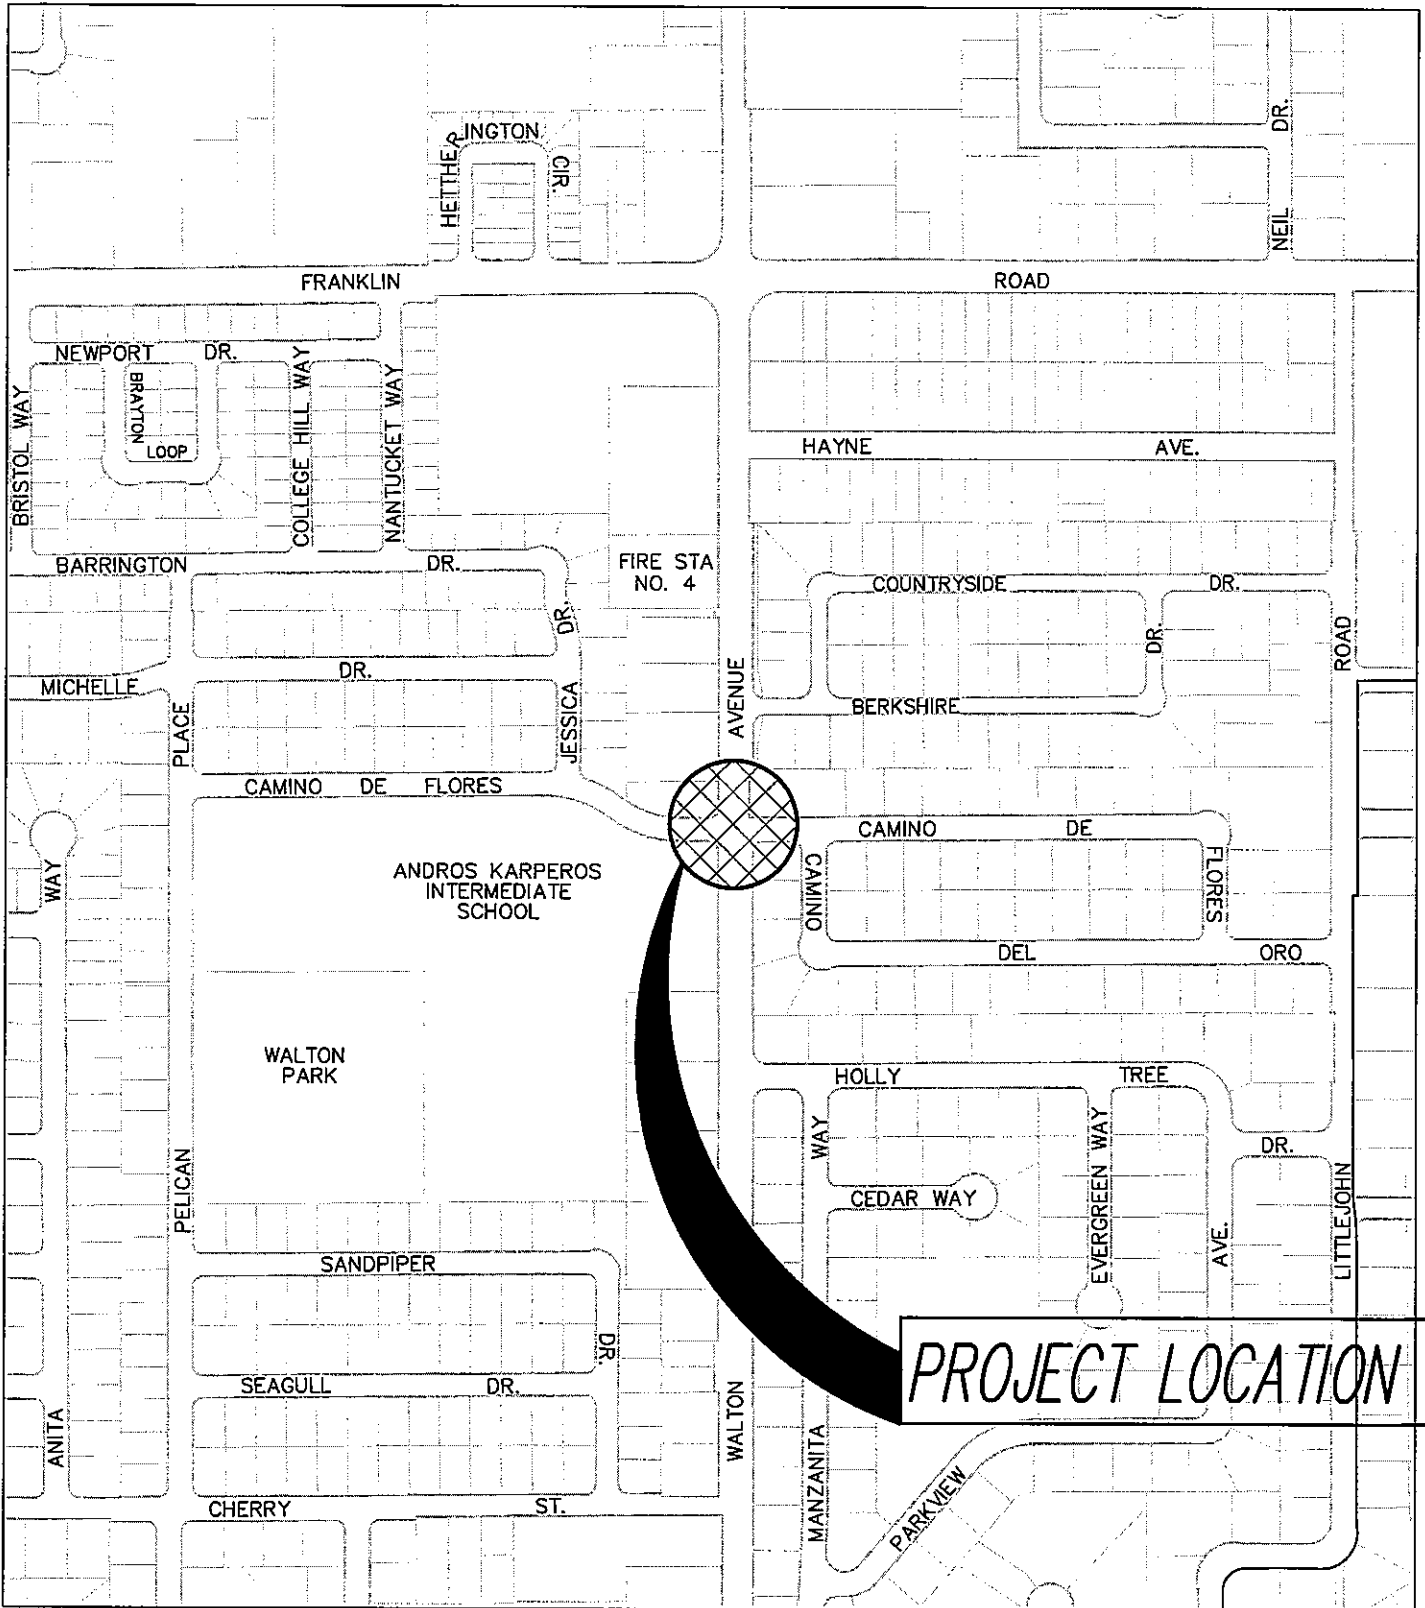 HETTHER
INGTON
CIR.
DR.
NEIL
FRANKLIN
ROAD
NEWPORT
DR.
BRAYTON
LOOP
BRISTOL WAY
COLLEGE HILL WAY
NANTUCKET WAY
HAYNE
AVE.
BARRINGTON
DR.
FIRE STA
NO. 4
COUNTRYSIDE
DR.
DR.
DR.
ROAD
MICHELLE
DR.
JESSICA
AVENUE
BERKSHIRE
PLACE
CAMINO DE FLORES
CAMINO
DE
FLORES
WAY
ANDROS KARPEROS
INTERMEDIATE
SCHOOL
CAMINO
DEL
ORO
WALTON
PARK
HOLLY
TREE
DR.
WAY
CEDAR WAY
EVERGREEN WAY
AVE.
LITTLEJOHN
PELICAN
SANDPIPER
DR.
SEAGULL
DR.
PROJECT LOCATION
ANITA
WALTON
MANZANITA
PARKVIEW
CHERRY
ST.